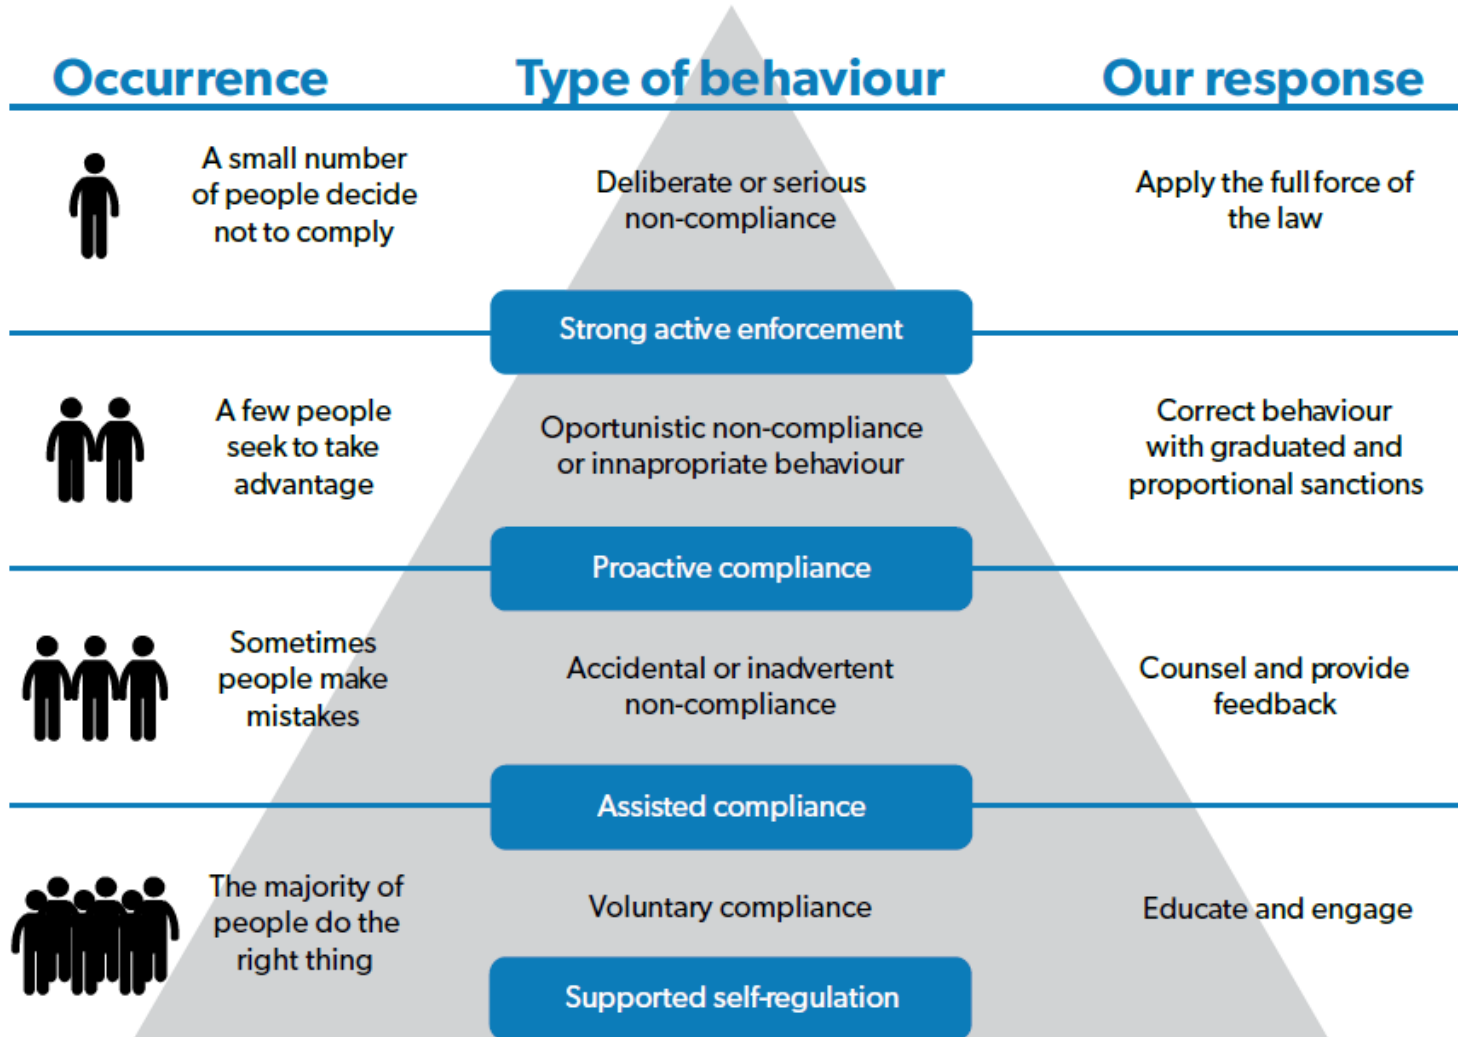 Occurrence
Type of behaviour
Our response
A small number
of people decide
not to comply
Deliberate or serious
non-compliance
Apply the full force of
the law
Strong active enforcement
A few people
seek to take
advantage
Oportunistic non-compliance
or innapropriate behaviour
Correct behaviour
with graduated and
proportional sanctions
Proactive compliance
Sometimes
people make
mistakes
Accidental or inadvertent
non-compliance
Counsel and provide
feedback
Assisted compliance
The majority of
people do the
right thing
Voluntary compliance
Educate and engage
Supported self-regulation